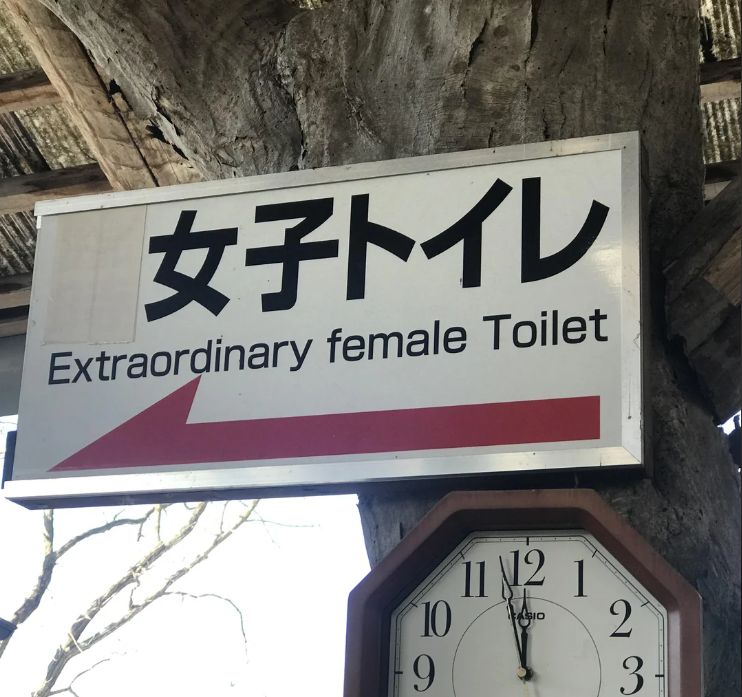 女子トイレ
Extraordinary female Toilet
11 12 1
10 2
CASIO
9 3